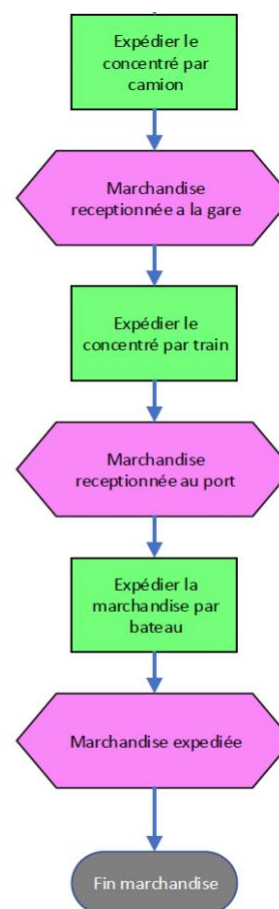 Expédier le
concentré par
camion
Marchandise
receptionnée a la gare
Expédier le
concentré par train
Marchandise
receptionnée au port
Expédier la
marchandise par
bateau
Marchandise expediée
Fin marchandise